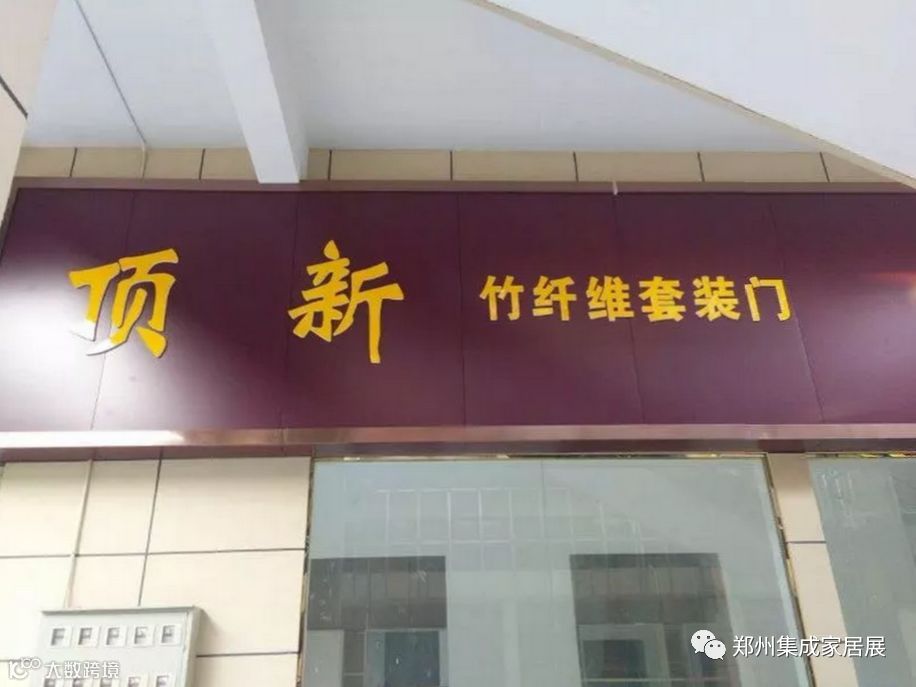 顶新 竹纤维套装门
郑州集成家居展
大数跨境